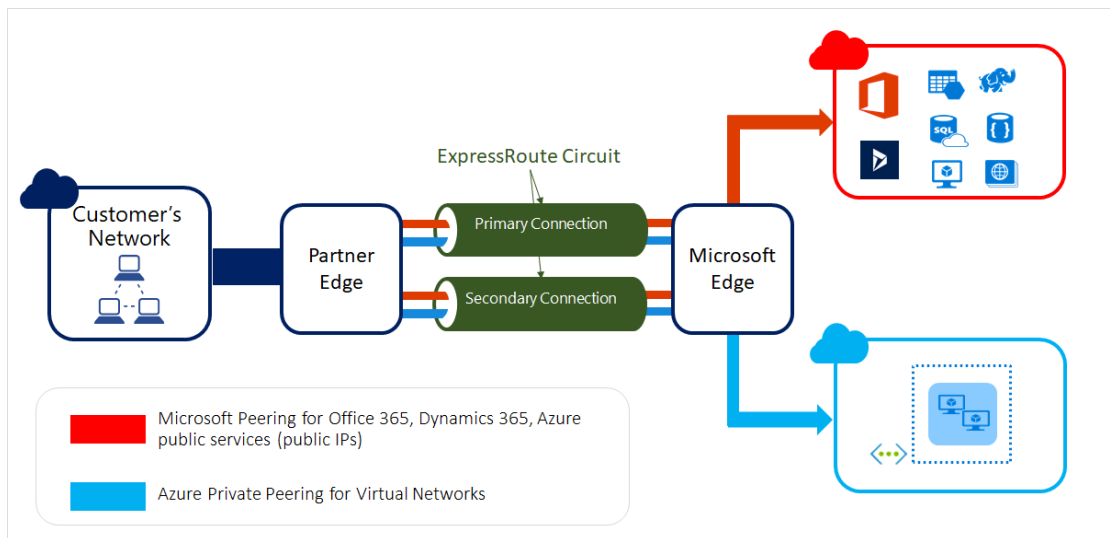 ExpressRoute Circuit
Customer's
Network
Partner
Edge
Primary Connection
Secondary Connection
Microsoft
Edge
SQL
{ }
Microsoft Peering for Office 365, Dynamics 365, Azure
public services (public IPs)
Azure Private Peering for Virtual Networks